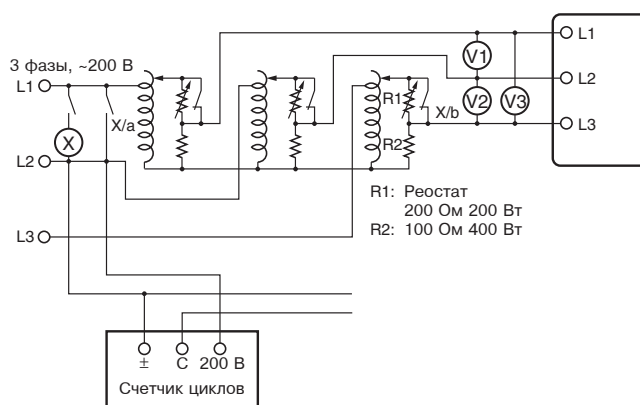 3 фазы, ~200 В
L1
X/a
X
L2
L3
R1
R2
X/b
V1
V2
V3
L1
L2
L3
R1: Реостат
200 Ом 200 Вт
R2: 100 Ом 400 Вт
± C 200 В
Счетчик циклов